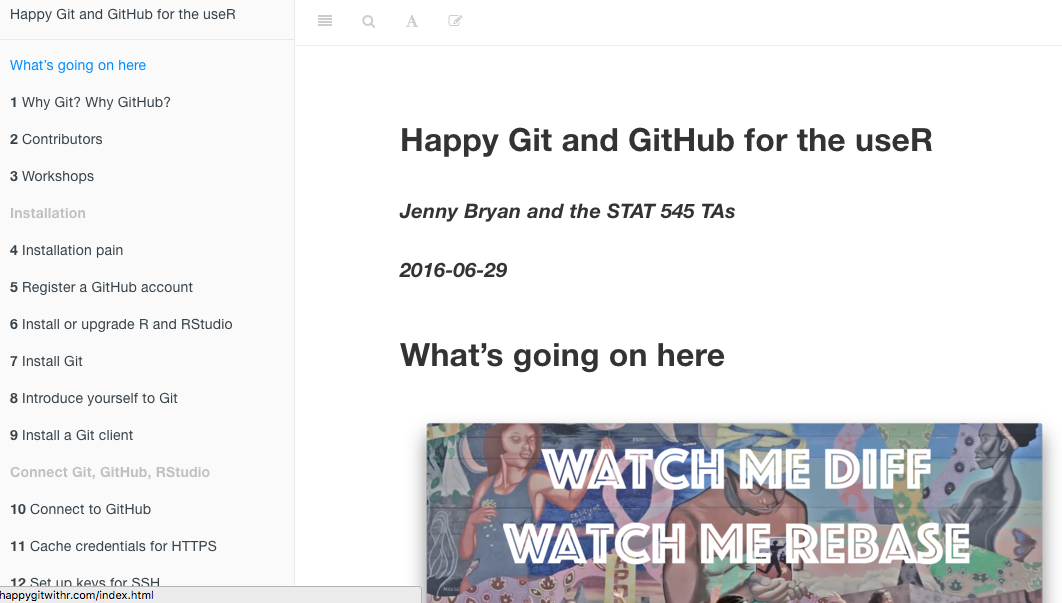 Happy Git and GitHub for the useR
What's going on here
1 Why Git? Why GitHub?
2 Contributors
3 Workshops
Installation
4 Installation pain
5 Register a GitHub account
6 Install or upgrade R and RStudio
7 Install Git
8 Introduce yourself to Git
9 Install a Git client
Connect Git, GitHub, RStudio
10 Connect to GitHub
11 Cache credentials for HTTPS
12 Set up keys for SSH
happygitwithr.com/index.html
A
Happy Git and GitHub for the useR
Jenny Bryan and the STAT 545 TAs
2016-06-29
What's going on here
WATCH ME DIFF
WATCH ME REBASE